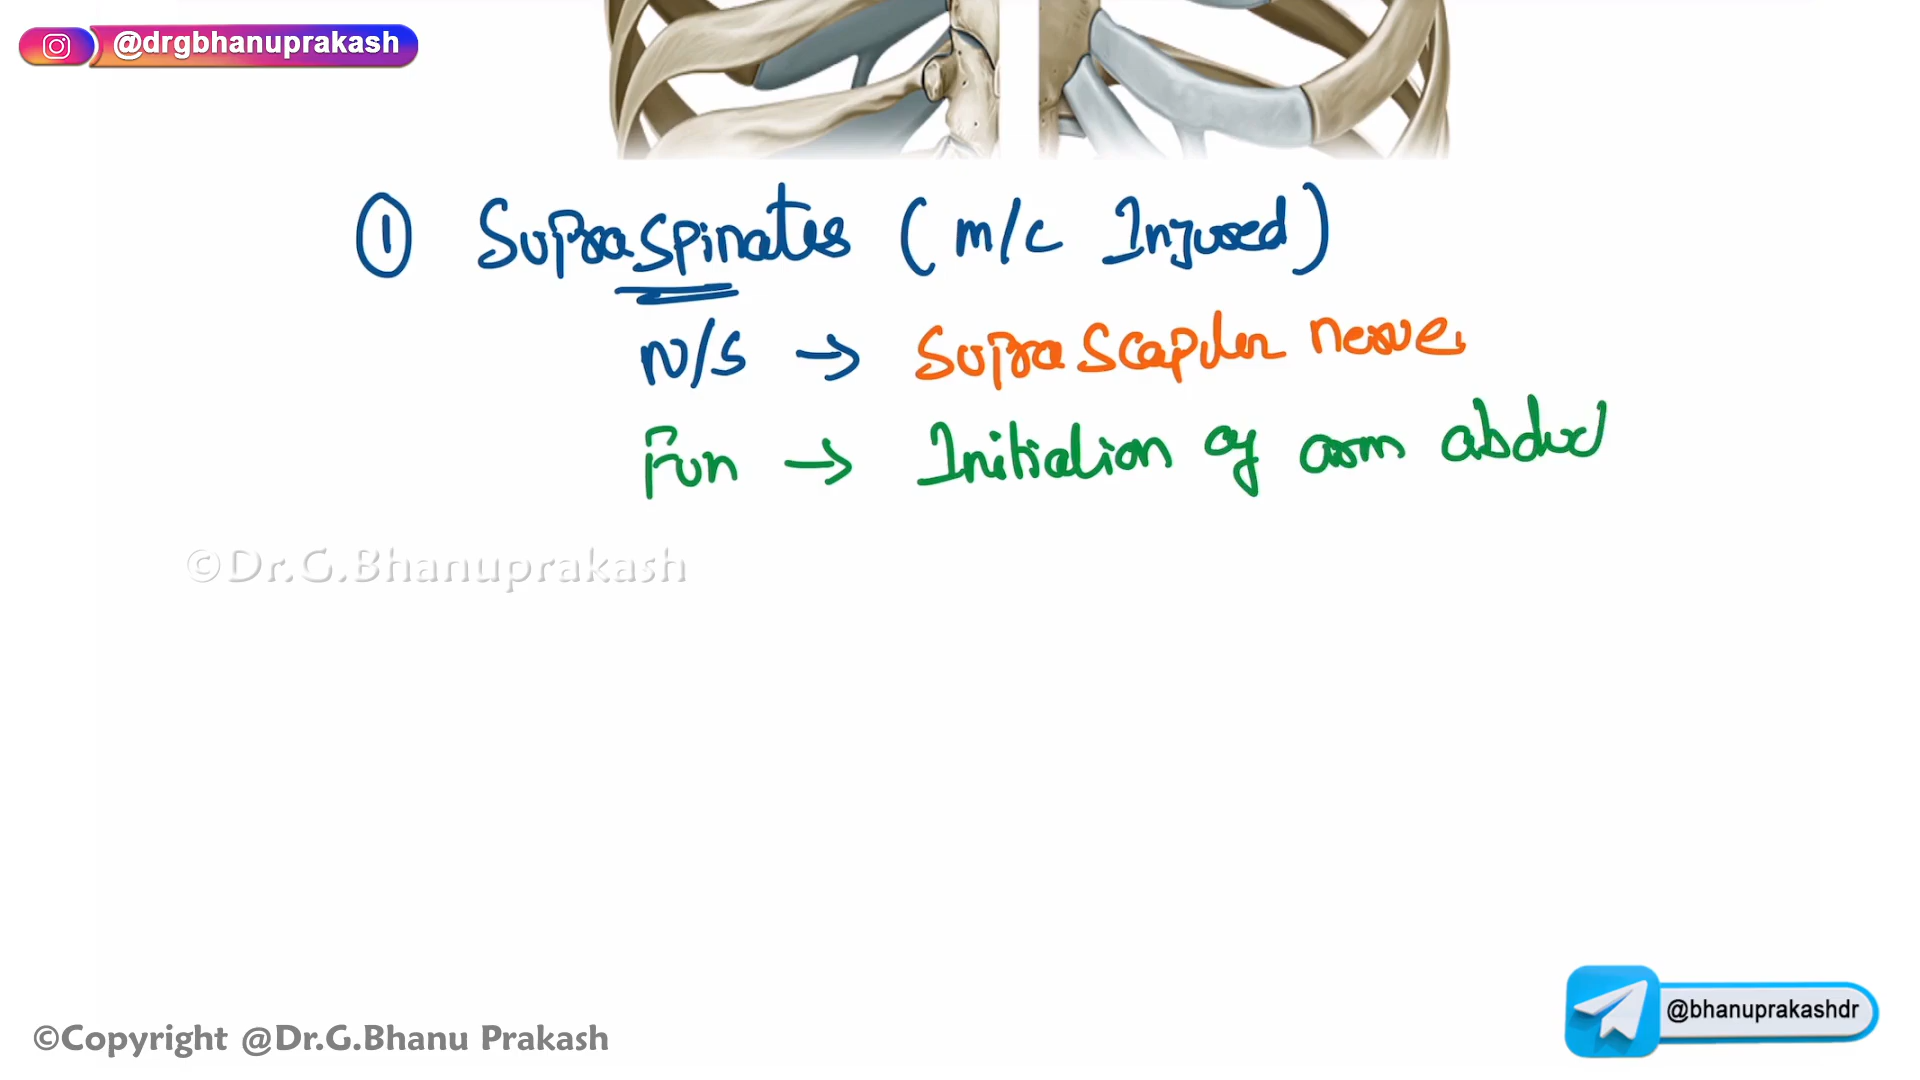 @drgbhanuprakash
① Supraspinatus (m/c Injured)
N/S → Suprascapular nerve
Fun → Initiation of arm abduc
©Dr.G.Bhanuprakash
@bhanuprakashdr
©Copyright @Dr.G.Bhanu Prakash